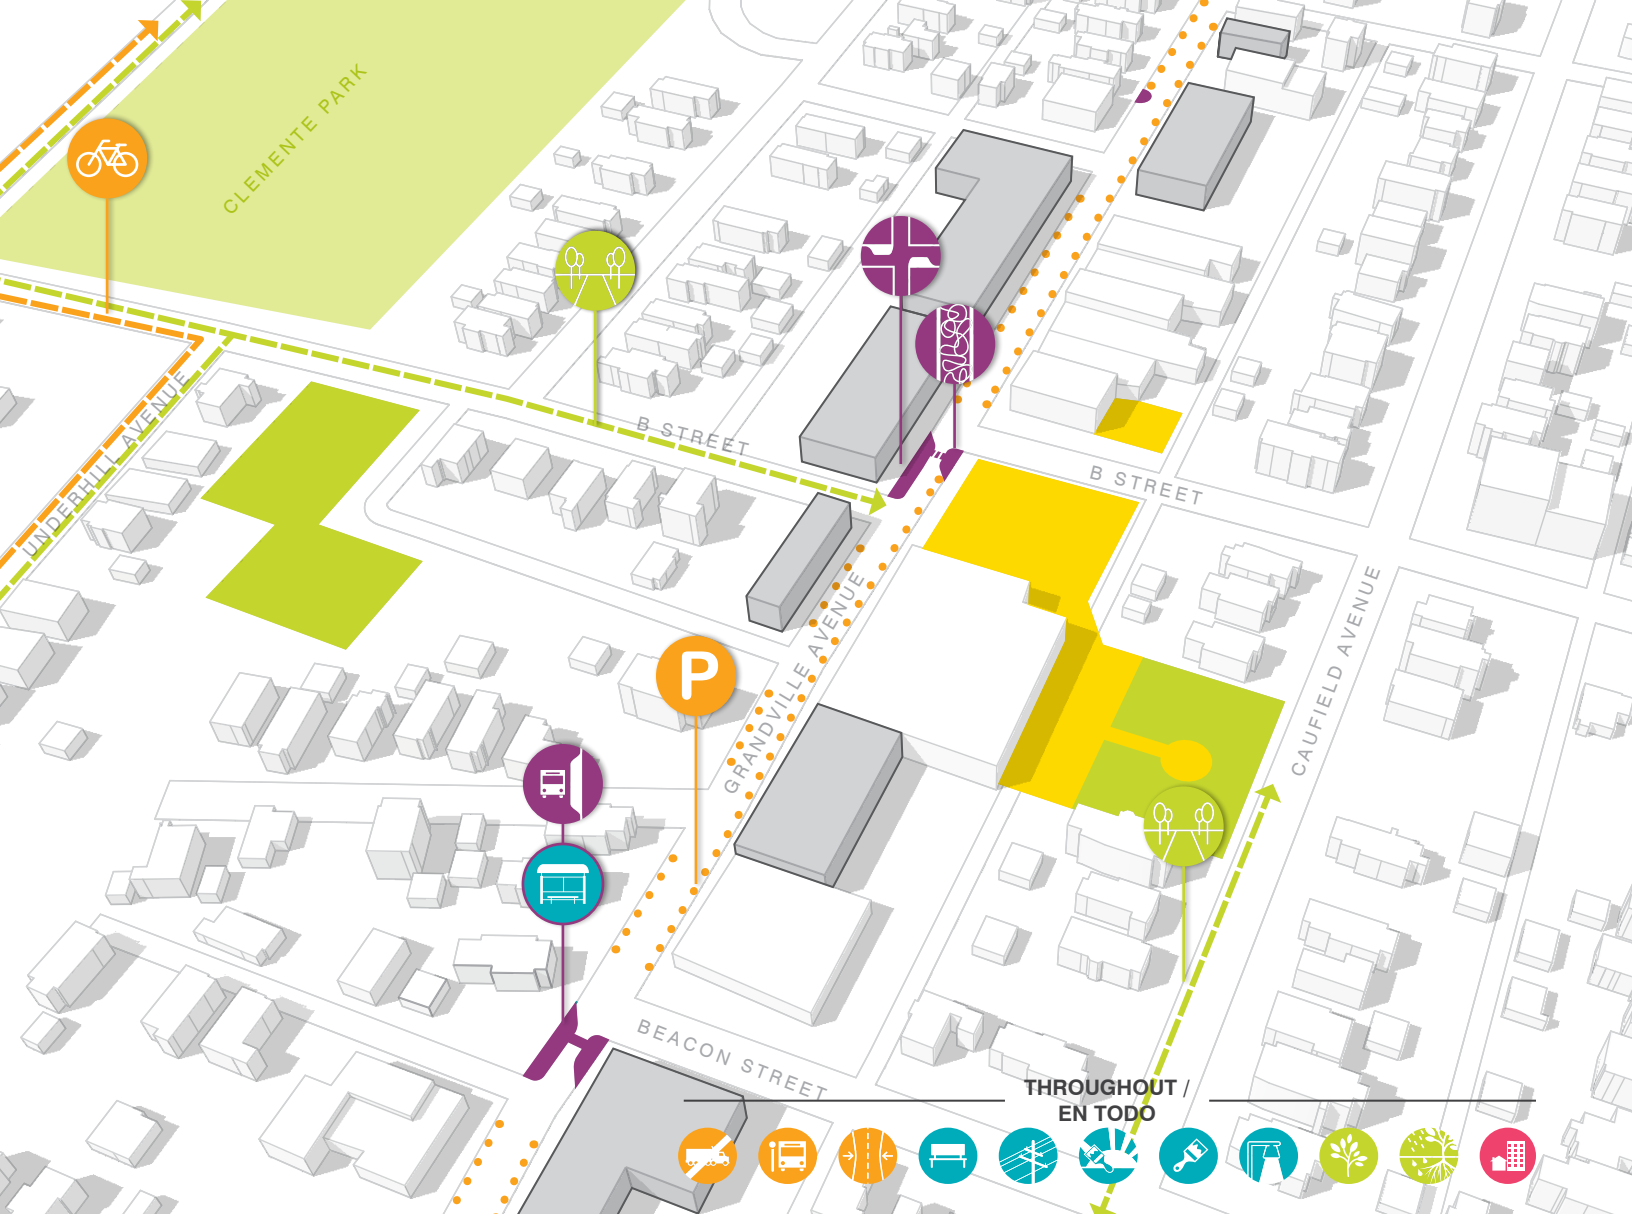 CLEMENTE PARK
UNDERHILL AVENUE
B STREET
B STREET
P
GRANDVILLE AVENUE
CAUFIELD AVENUE
BEACON STREET
THROUGHOUT /
EN TODO